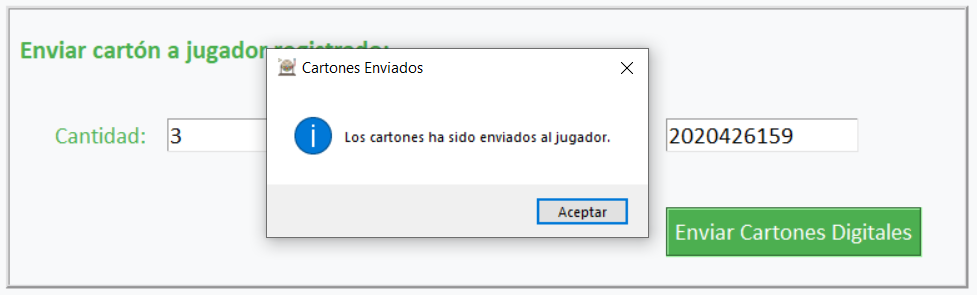 Enviar cartón a jugador registrado:
Cartones Enviados
Los cartones ha sido enviados al jugador.
Cantidad: 3
2020426159
Aceptar
Enviar Cartones Digitales